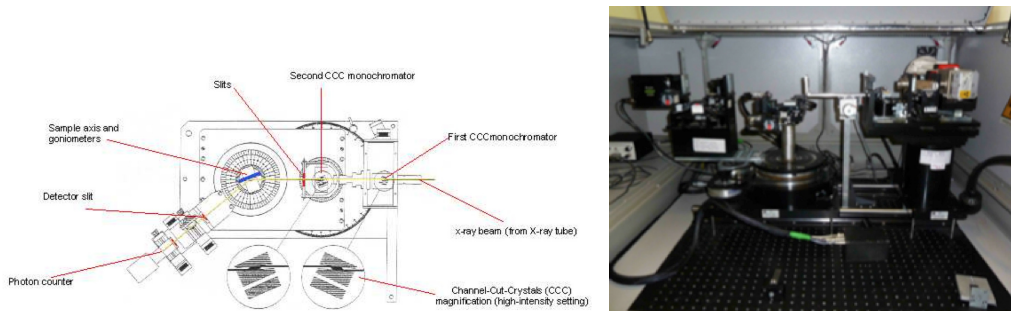 Second CCC monochromator
Slits
Sample axis and
goniometers
First CCCmonochromator
Detector slit
x-ray beam (from X-ray tube)
Photon counter
Channel-Cut-Crystals (CCC)
magnification (high-intensity setting)